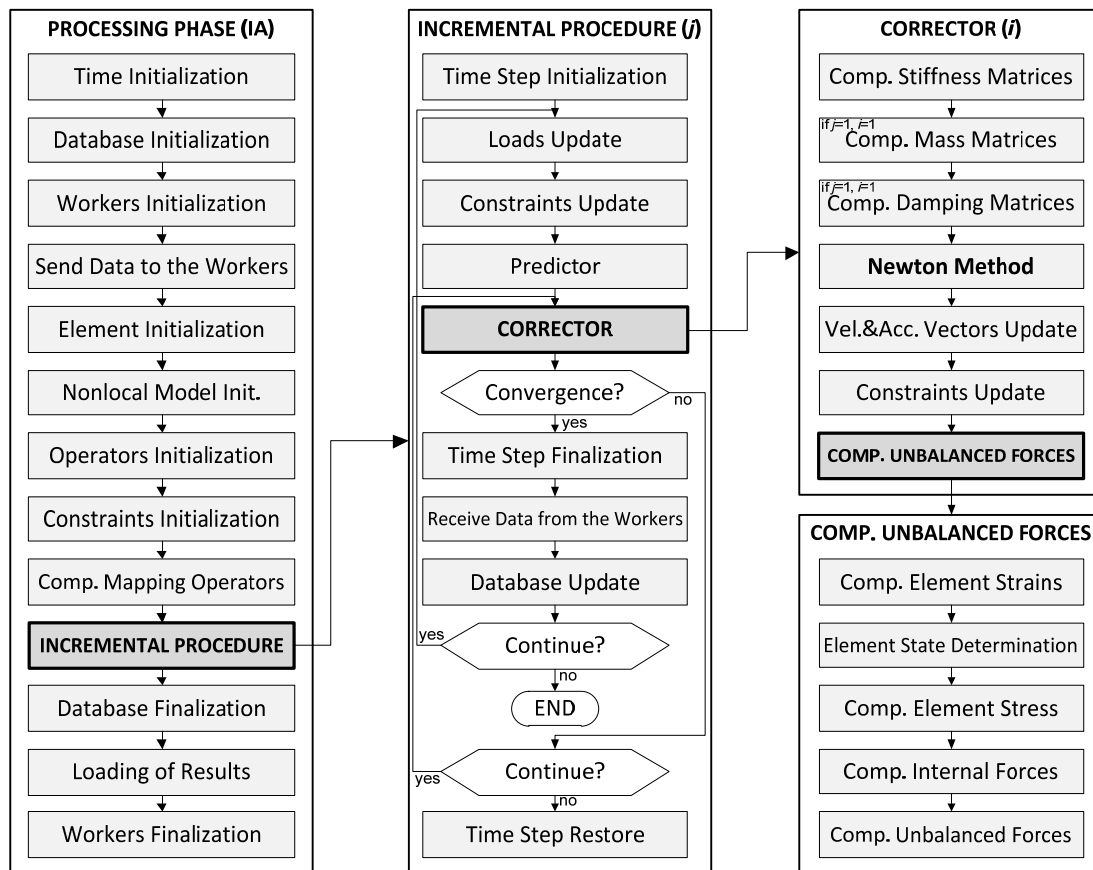 PROCESSING PHASE (IA)
Time Initialization
Database Initialization
Workers Initialization
Send Data to the Workers
Element Initialization
Nonlocal Model Init.
Operators Initialization
Constraints Initialization
Comp. Mapping Operators
INCREMENTAL PROCEDURE
Database Finalization
Loading of Results
Workers Finalization
INCREMENTAL PROCEDURE (j)
Time Step Initialization
Loads Update
Constraints Update
Predictor
CORRECTOR
Convergence?
no
yes
Time Step Finalization
Receive Data from the Workers
Database Update
yes
Continue?
no
END
yes
Continue?
no
Time Step Restore
CORRECTOR (i)
Comp. Stiffness Matrices
if j=1, i=1
Comp. Mass Matrices
if j=1, i=1
Comp. Damping Matrices
Newton Method
Vel.&Acc. Vectors Update
Constraints Update
COMP. UNBALANCED FORCES
COMP. UNBALANCED FORCES
Comp. Element Strains
Element State Determination
Comp. Element Stress
Comp. Internal Forces
Comp. Unbalanced Forces